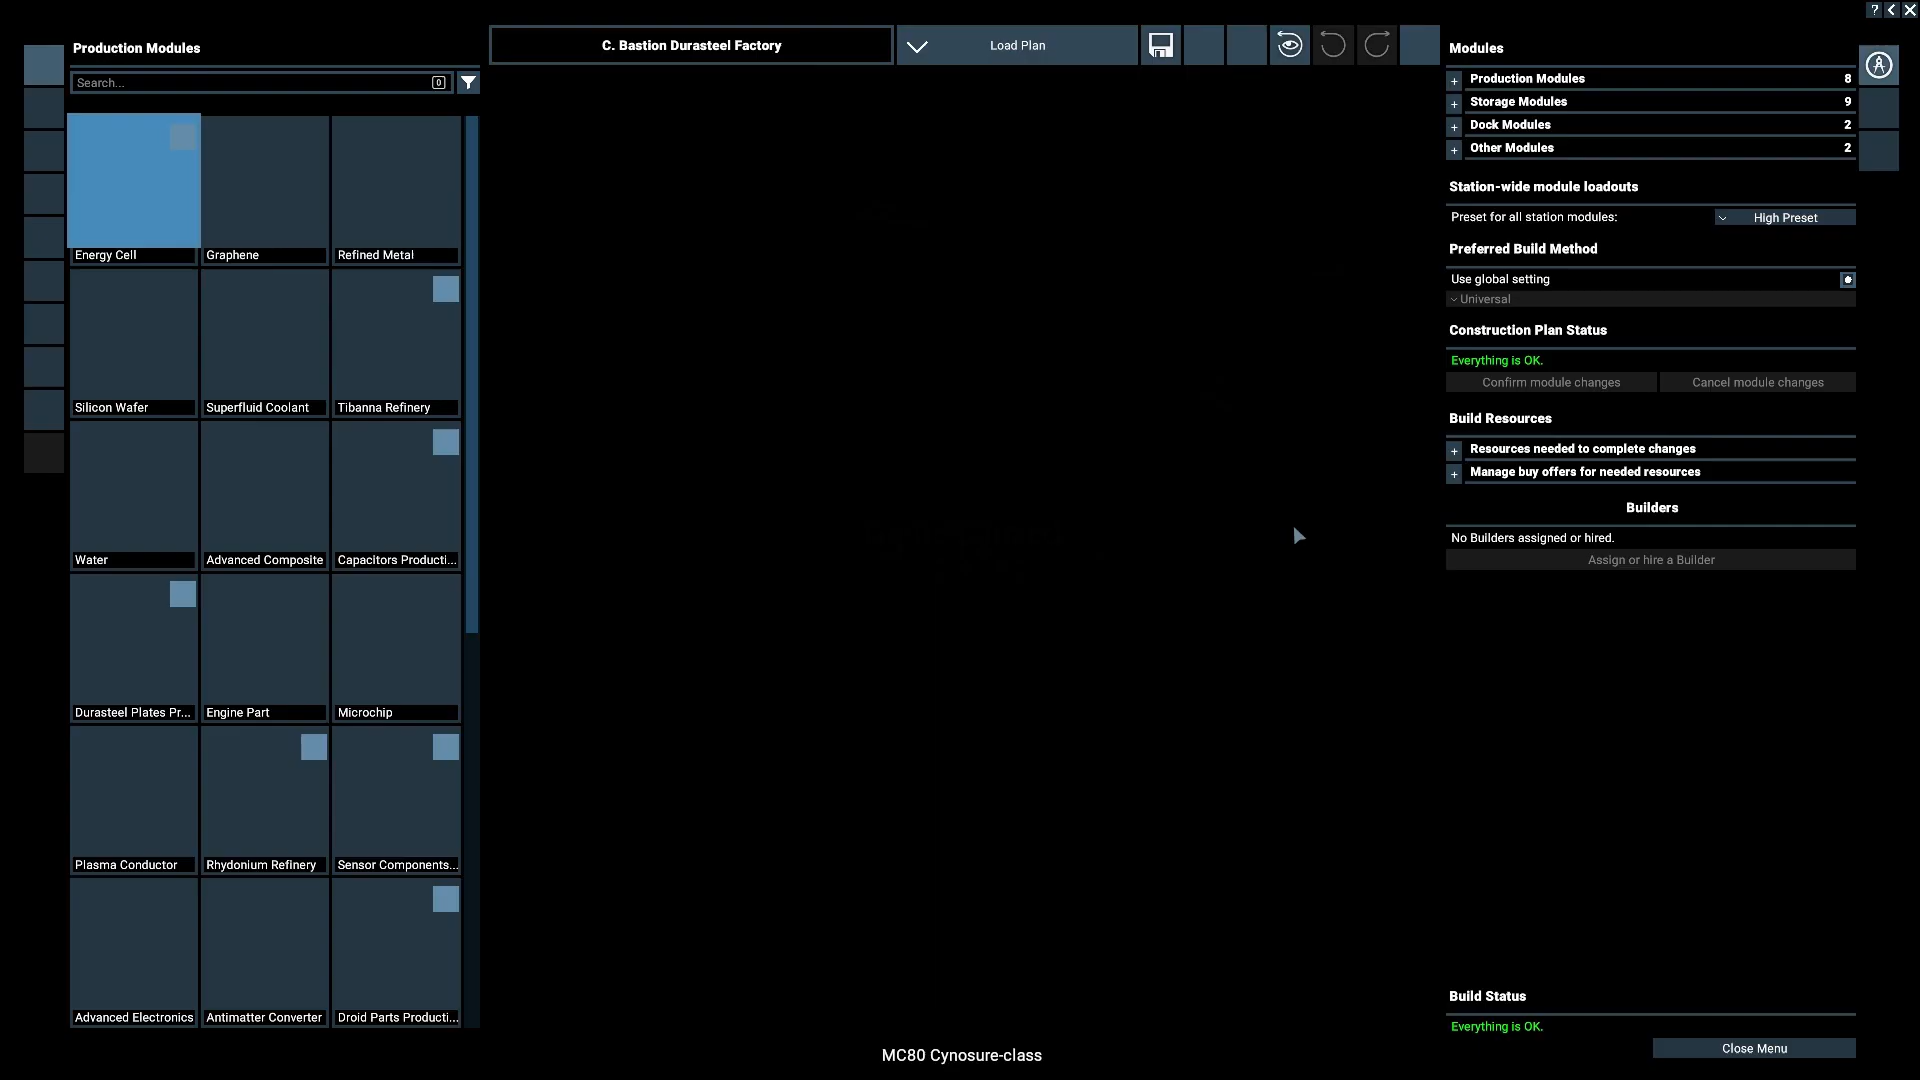 ? < X
Production Modules
Search...
0
Energy Cell
Graphene
Refined Metal
Silicon Wafer
Superfluid Coolant
Tibanna Refinery
Water
Advanced Composite
Capacitors Producti...
Durasteel Plates Pr...
Engine Part
Microchip
Plasma Conductor
Rhydonium Refinery
Sensor Components...
Advanced Electronics
Antimatter Converter
Droid Parts Producti...
C. Bastion Durasteel Factory
Load Plan
MC80 Cynosure-class
Modules
+ Production Modules 8
+ Storage Modules 9
+ Dock Modules 2
+ Other Modules 2
Station-wide module loadouts
Preset for all station modules: High Preset
Preferred Build Method
Use global setting
Universal
Construction Plan Status
Everything is OK.
Confirm module changes
Cancel module changes
Build Resources
+ Resources needed to complete changes
+ Manage buy offers for needed resources
Builders
No Builders assigned or hired.
Assign or hire a Builder
Build Status
Everything is OK.
Close Menu